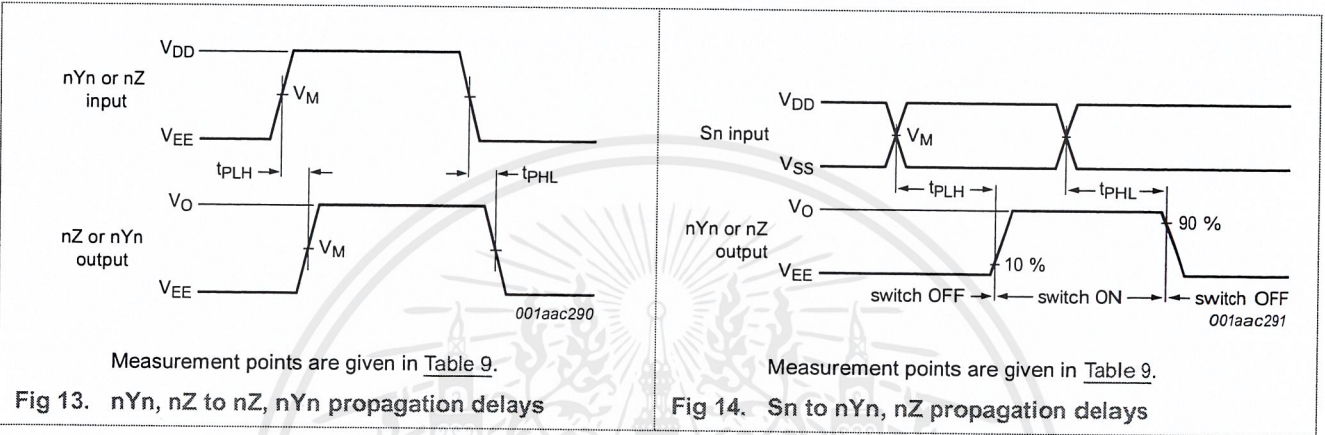 VDD
nYn or nZ
input
VM
VEE
tPLH
tPHL
VO
nZ or nYn
output
VM
VEE
001aac290
Measurement points are given in Table 9.
Fig 13. nYn, nZ to nZ, nYn propagation delays
VDD
Sn input
VM
VSS
tPLH
tPHL
VO
90 %
nYn or nZ
output
10 %
VEE
switch OFF
switch ON
switch OFF
001aac291
Measurement points are given in Table 9.
Fig 14. Sn to nYn, nZ propagation delays